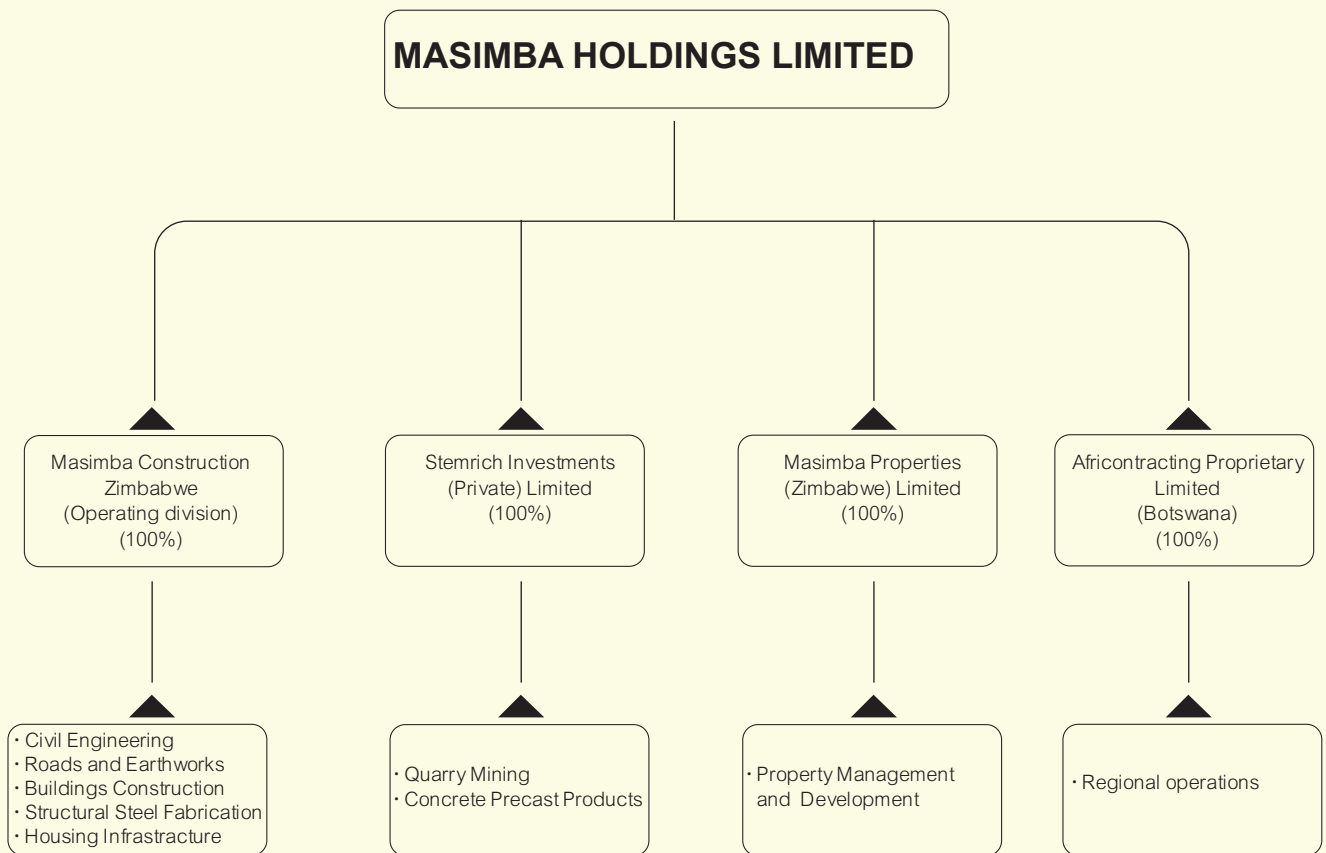 MASIMBA HOLDINGS LIMITED
Masimba Construction
Zimbabwe
(Operating division)
(100%)
Stemrich Investments
(Private) Limited
(100%)
Masimba Properties
(Zimbabwe) Limited
(100%)
Africontracting Proprietary
Limited
(Botswana)
(100%)
· Civil Engineering
· Roads and Earthworks
· Buildings Construction
· Structural Steel Fabrication
· Housing Infrastracture
· Quarry Mining
· Concrete Precast Products
· Property Management
and Development
· Regional operations